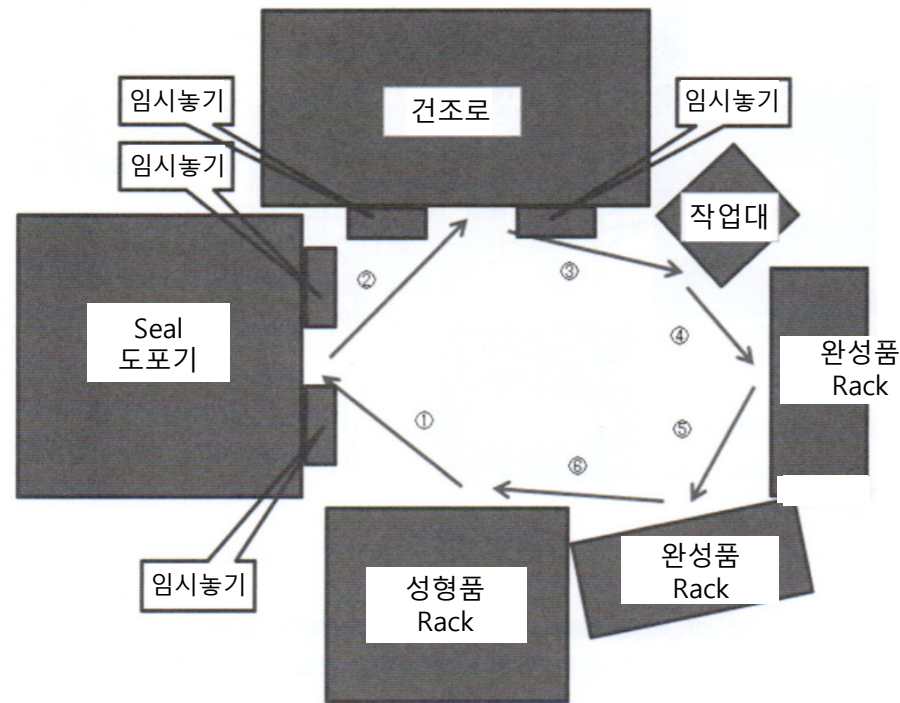 임시놓기
건조로
임시놓기
임시놓기
작업대
Seal
도포기
완성품
Rack
②
③
④
①
⑤
⑥
임시놓기
성형품
Rack
완성품
Rack